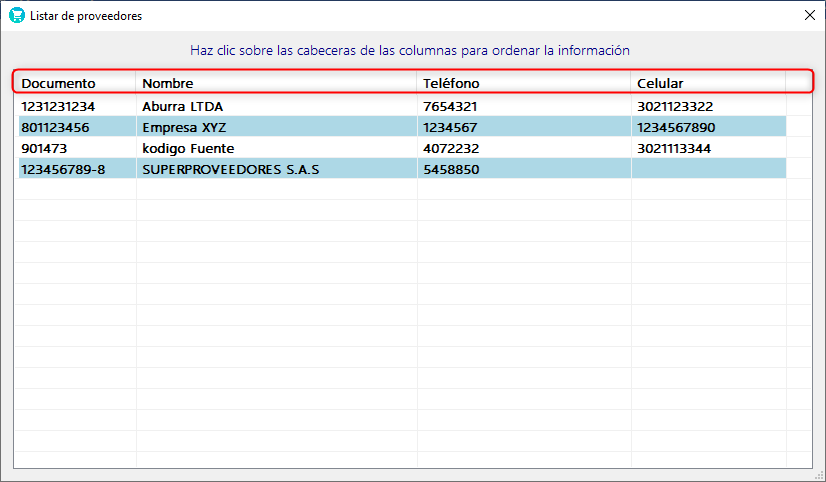 Listar de proveedores
Haz clic sobre las cabeceras de las columnas para ordenar la información
Documento Nombre Teléfono Celular
1231231234 Aburra LTDA 7654321 3021123322
801123456 Empresa XYZ 1234567 1234567890
901473 kodigo Fuente 4072232 3021113344
123456789-8 SUPERPROVEEDORES S.A.S 5458850